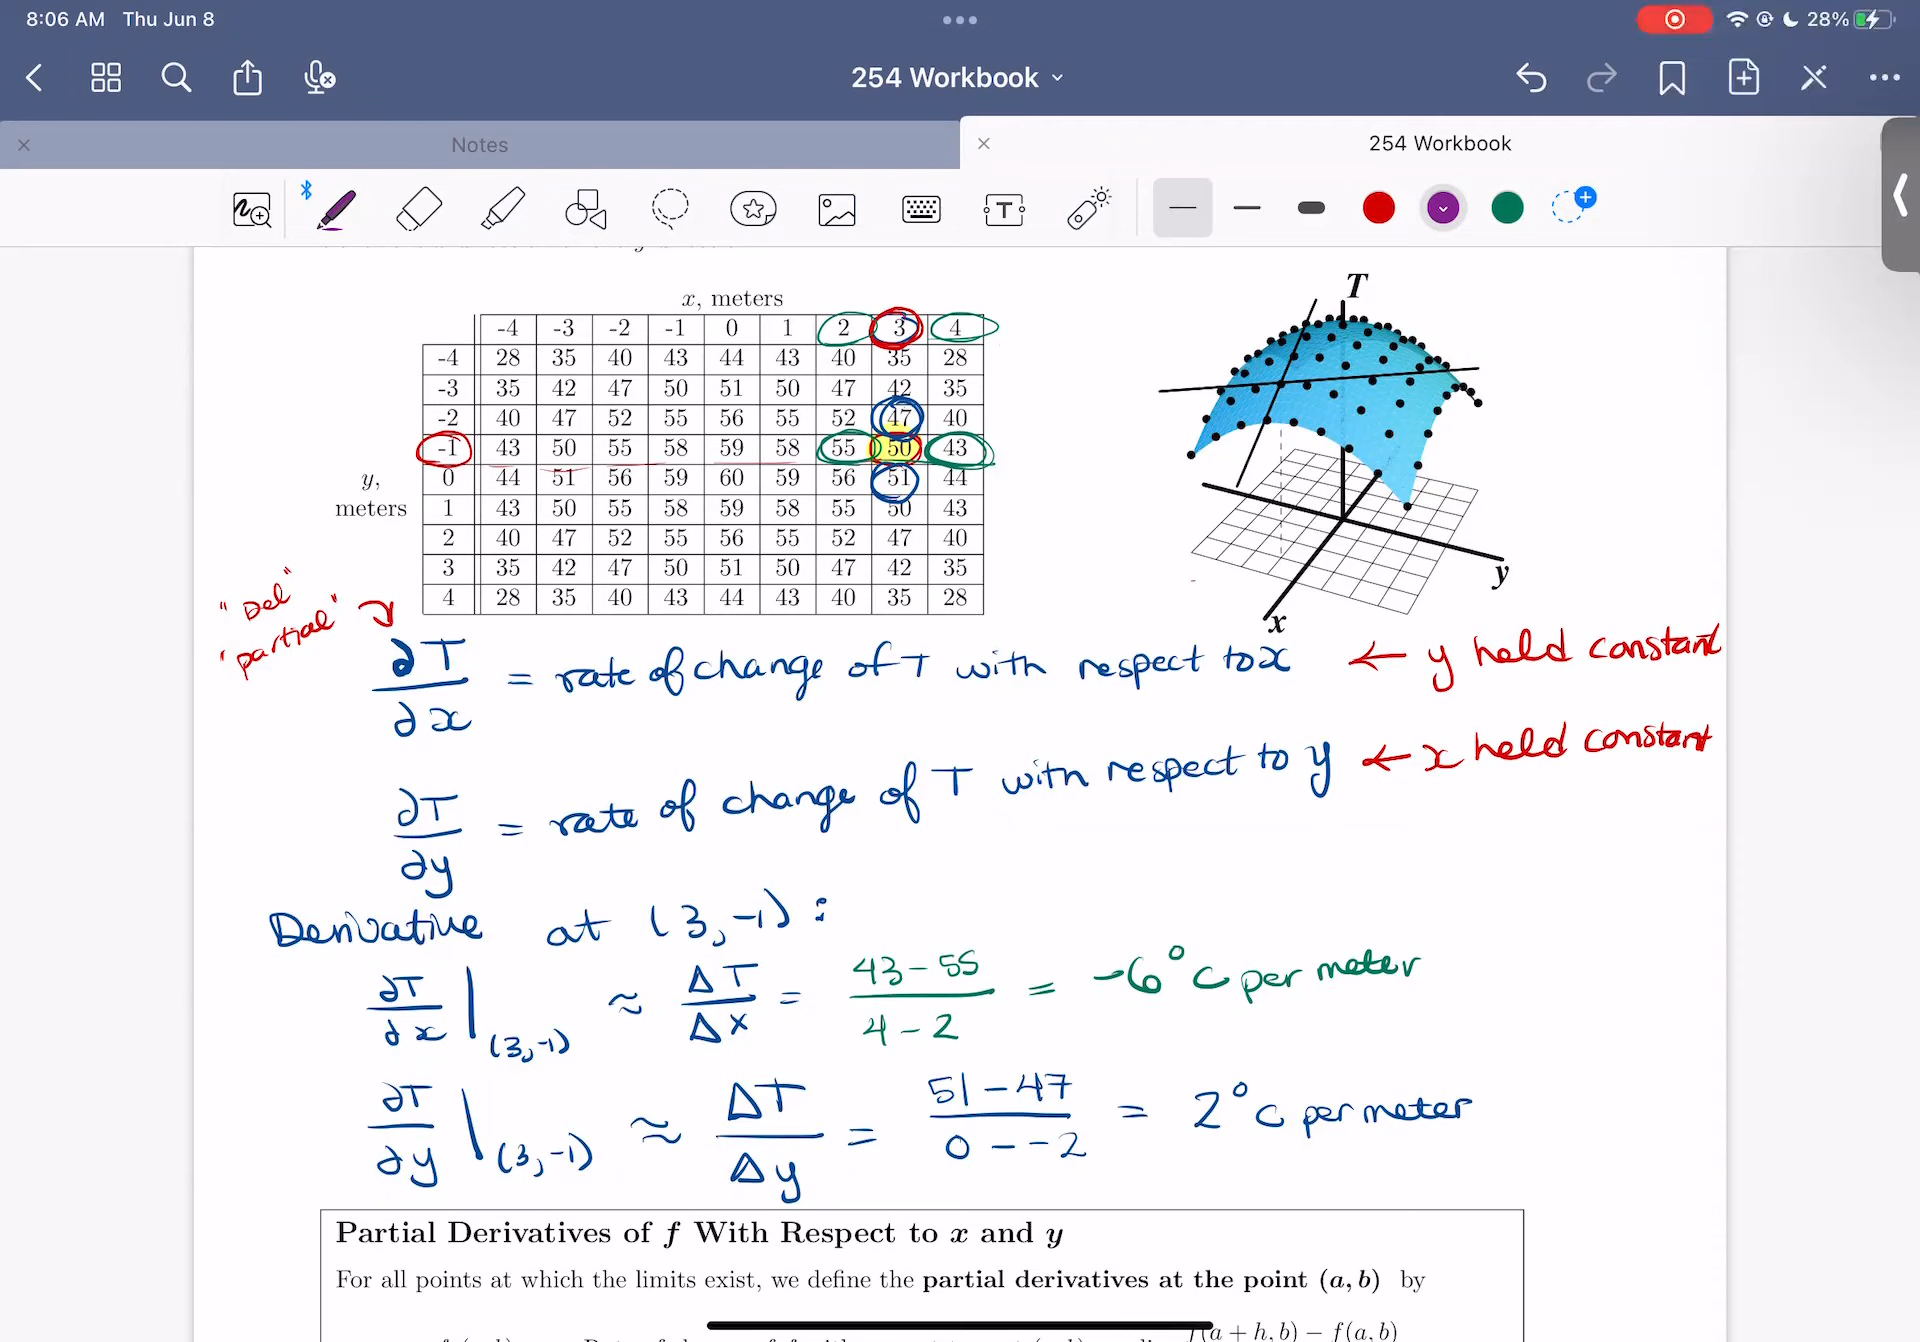 8:06 AM Thu Jun 8
28%
254 Workbook
Notes
254 Workbook
x, meters
-4 -3 -2 -1 0 1 2 3 4
-4 28 35 40 43 44 43 40 35 28
-3 35 42 47 50 51 50 47 42 35
-2 40 47 52 55 56 55 52 47 40
-1 43 50 55 58 59 58 55 50 43
y, meters
0 44 51 56 59 60 59 56 51 44
1 43 50 55 58 59 58 55 50 43
2 40 47 52 55 56 55 52 47 40
3 35 42 47 50 51 50 47 42 35
4 28 35 40 43 44 43 40 35 28
T
y
x
"Del"
"partial"
∂T/∂x = rate of change of T with respect to x ← y held constant
∂T/∂y = rate of change of T with respect to y ← x held constant
Derivative at (3,-1):
∂T/∂x |(3,-1) ≈ ΔT/Δx = 43-55/4-2 = -6°C per meter
∂T/∂y |(3,-1) ≈ ΔT/Δy = 51-47/0--2 = 2°C per meter
Partial Derivatives of f With Respect to x and y
For all points at which the limits exist, we define the partial derivatives at the point (a, b) by
f(a + h, b) − f(a, b)